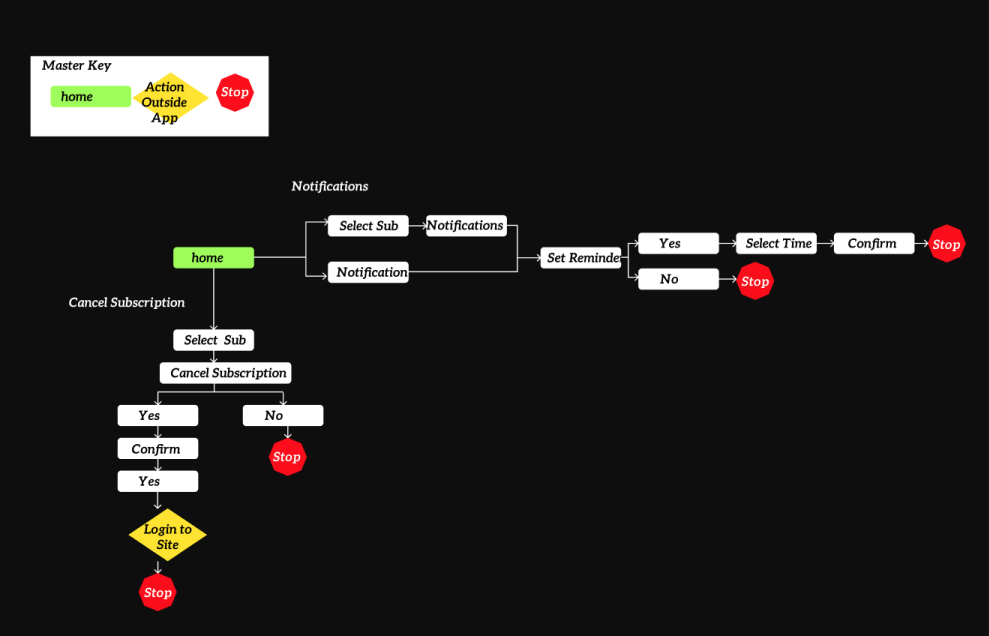 Master Key
home
Action
Outside
App
Stop
Notifications
Select Sub
Notifications
home
Notification
Set Reminde
Yes
Select Time
Confirm
Stop
No
Stop
Cancel Subscription
Select Sub
Cancel Subscription
Yes
No
Confirm
Stop
Yes
Login to
Site
Stop